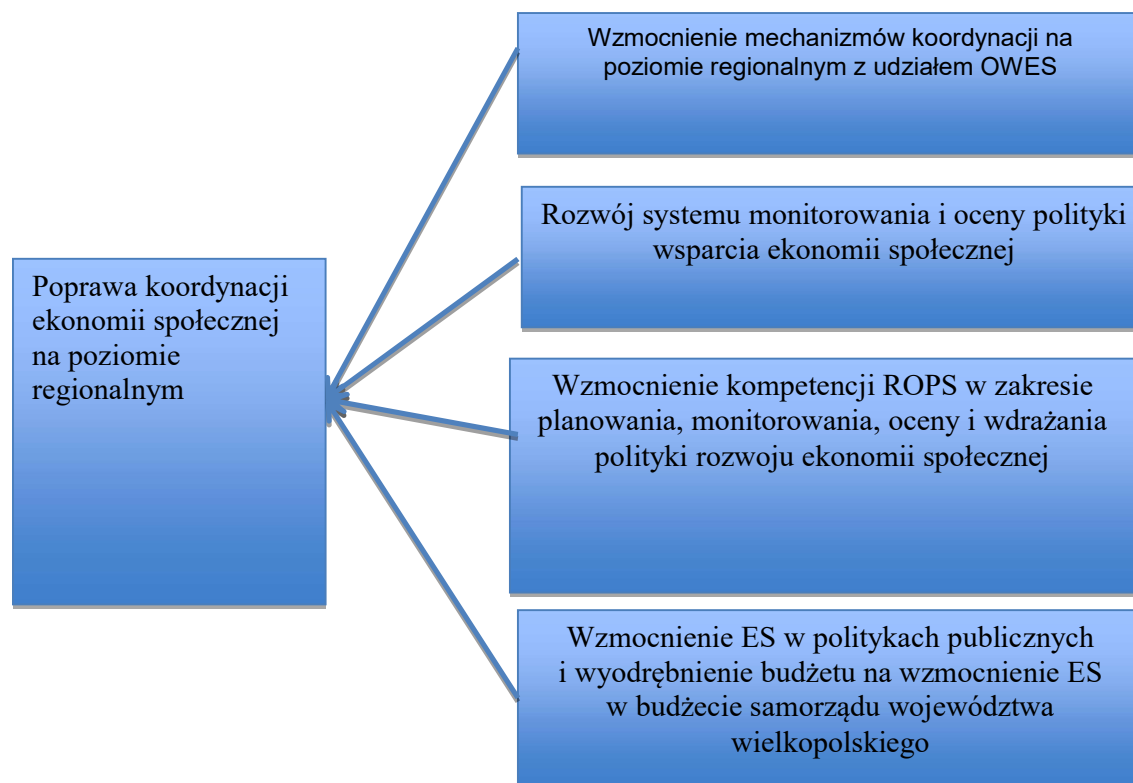 Wzmocnienie mechanizmów koordynacji na
poziomie regionalnym z udziałem OWES
Rozwój systemu monitorowania i oceny polityki
wsparcia ekonomii społecznej
Poprawa koordynacji
ekonomii społecznej
na poziomie
regionalnym
Wzmocnienie kompetencji ROPS w zakresie
planowania, monitorowania, oceny i wdrażania
polityki rozwoju ekonomii społecznej
Wzmocnienie ES w politykach publicznych
i wyodrębnienie budżetu na wzmocnienie ES
w budżecie samorządu województwa
wielkopolskiego